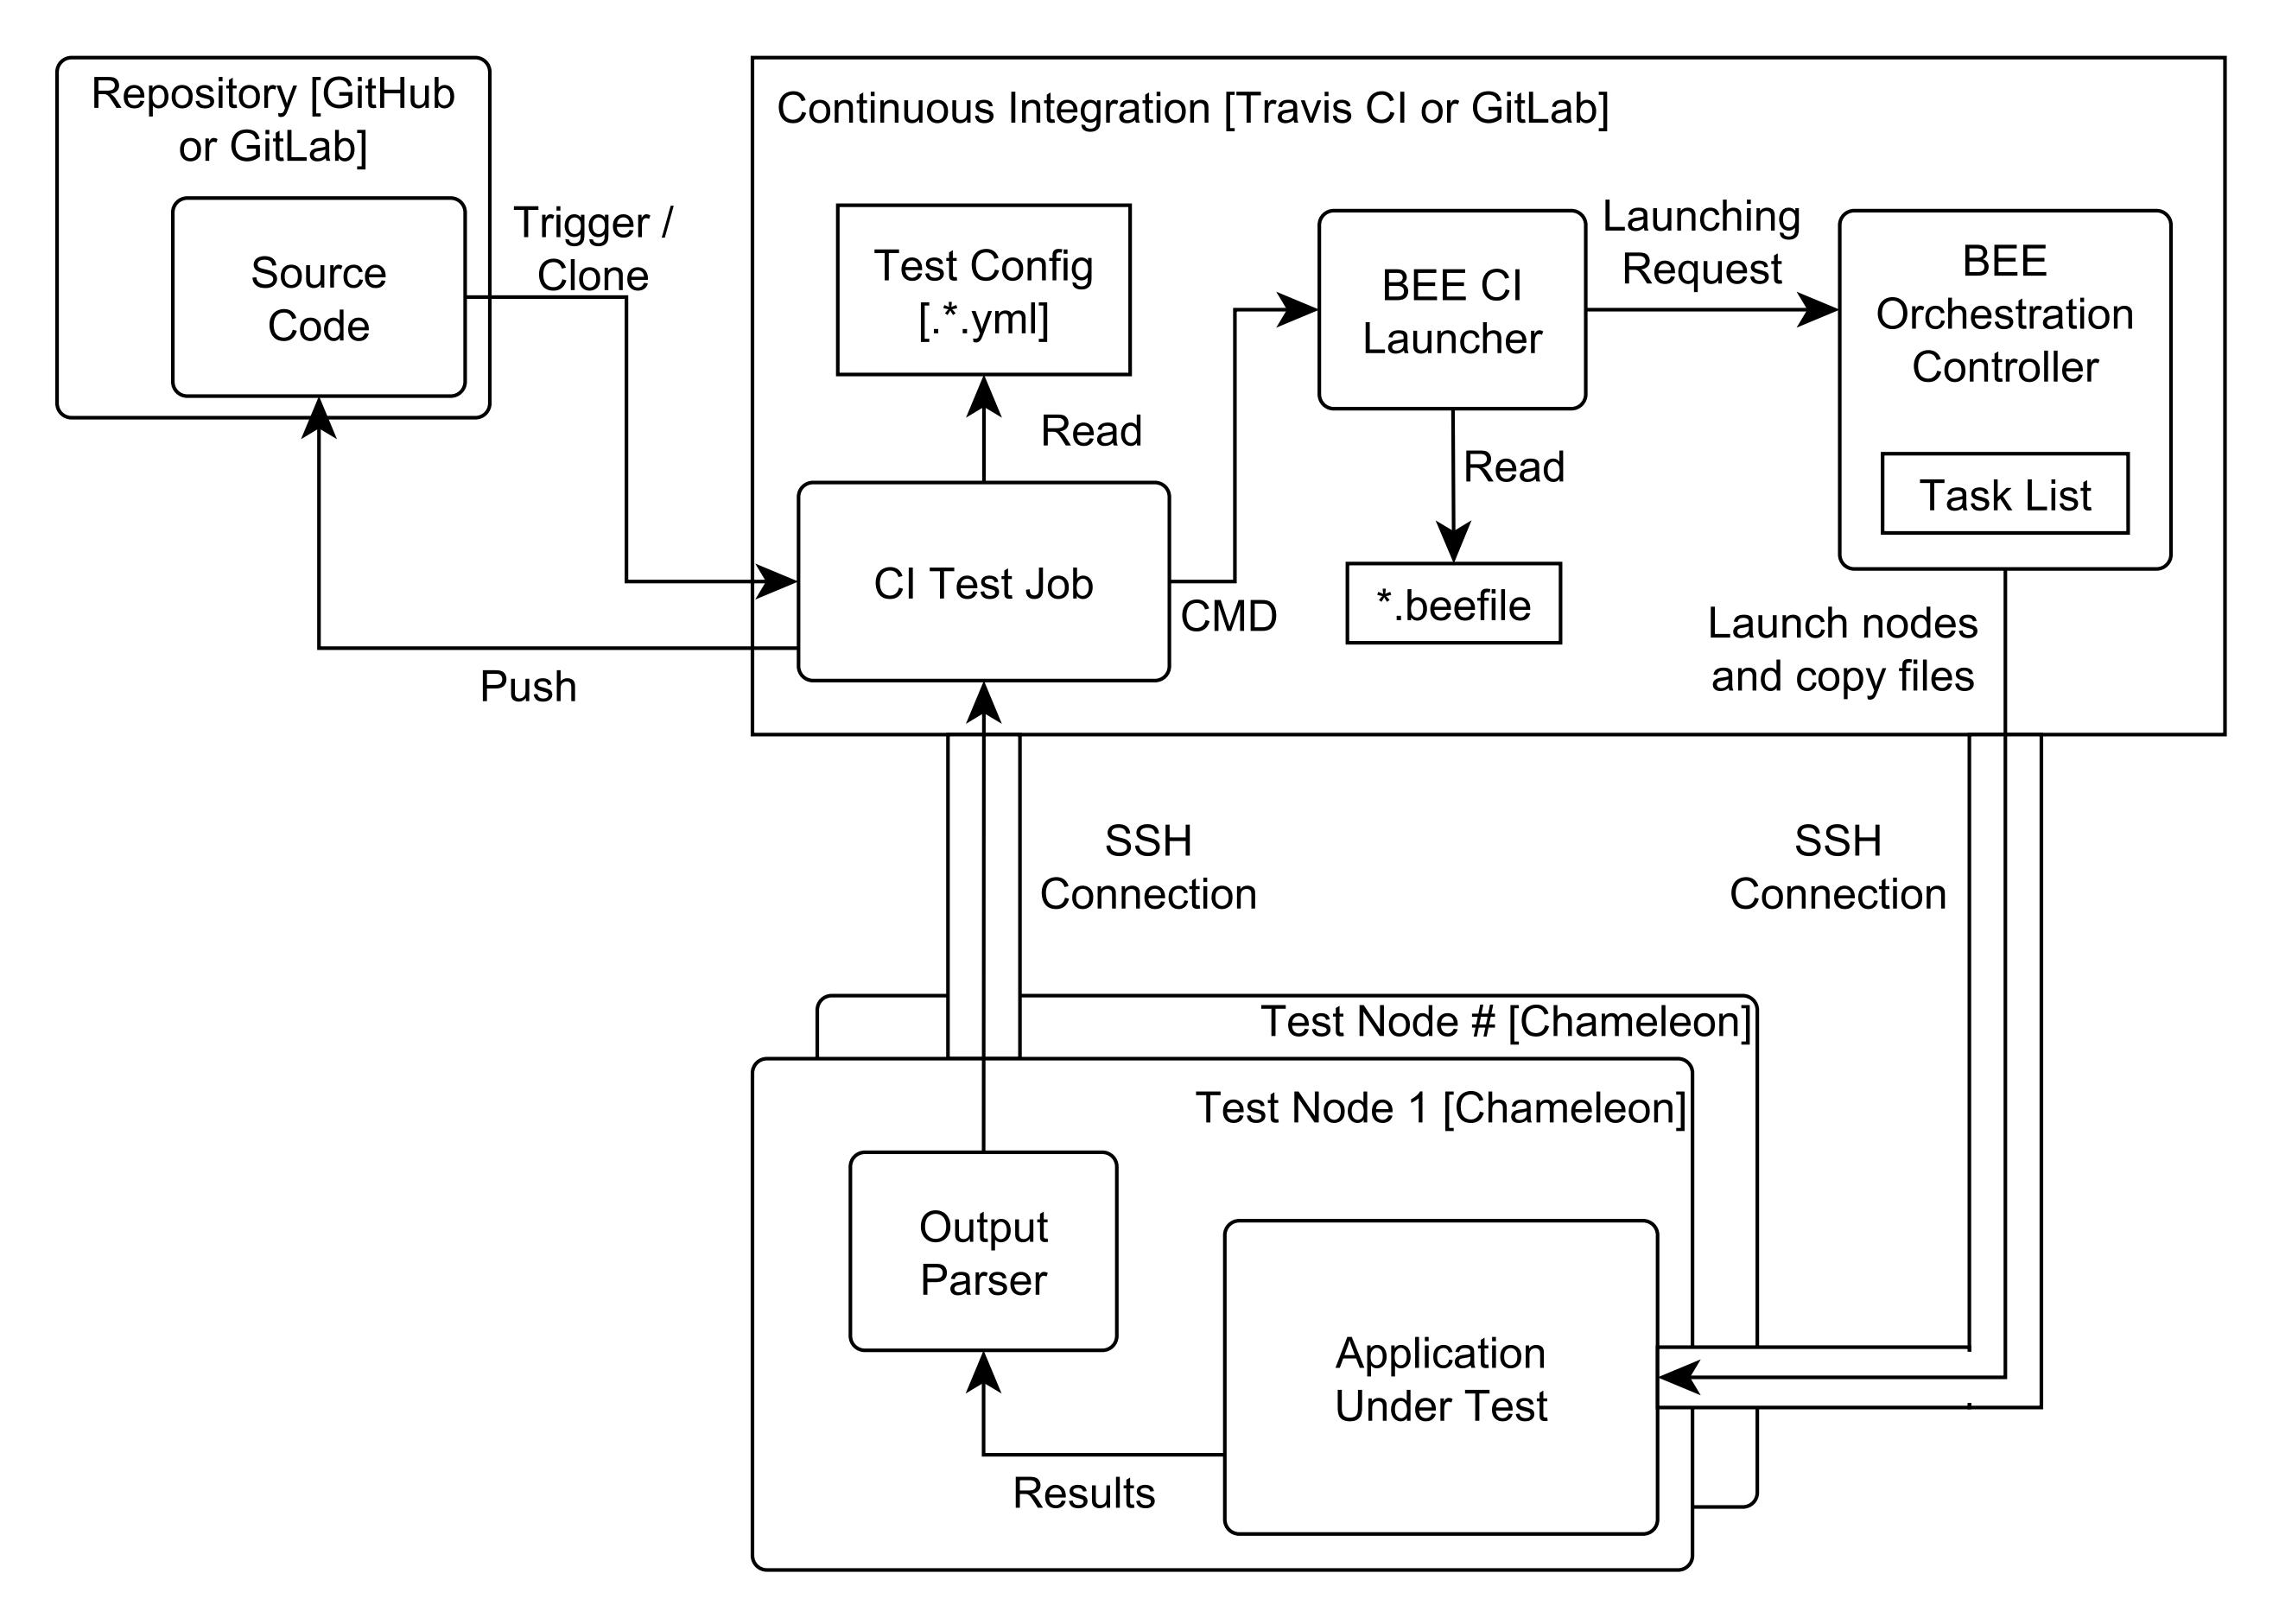 Repository [GitHub
or GitLab]
Source
Code
Trigger /
Clone
Push
Continuous Integration [Travis CI or GitLab]
Test Config
[.*.yml]
Read
CI Test Job
CMD
BEE CI
Launcher
Read
*.beefile
Launching
Request
BEE
Orchestration
Controller
Task List
Launch nodes
and copy files
SSH
Connection
SSH
Connection
Test Node # [Chameleon]
Test Node 1 [Chameleon]
Output
Parser
Application
Under Test
Results